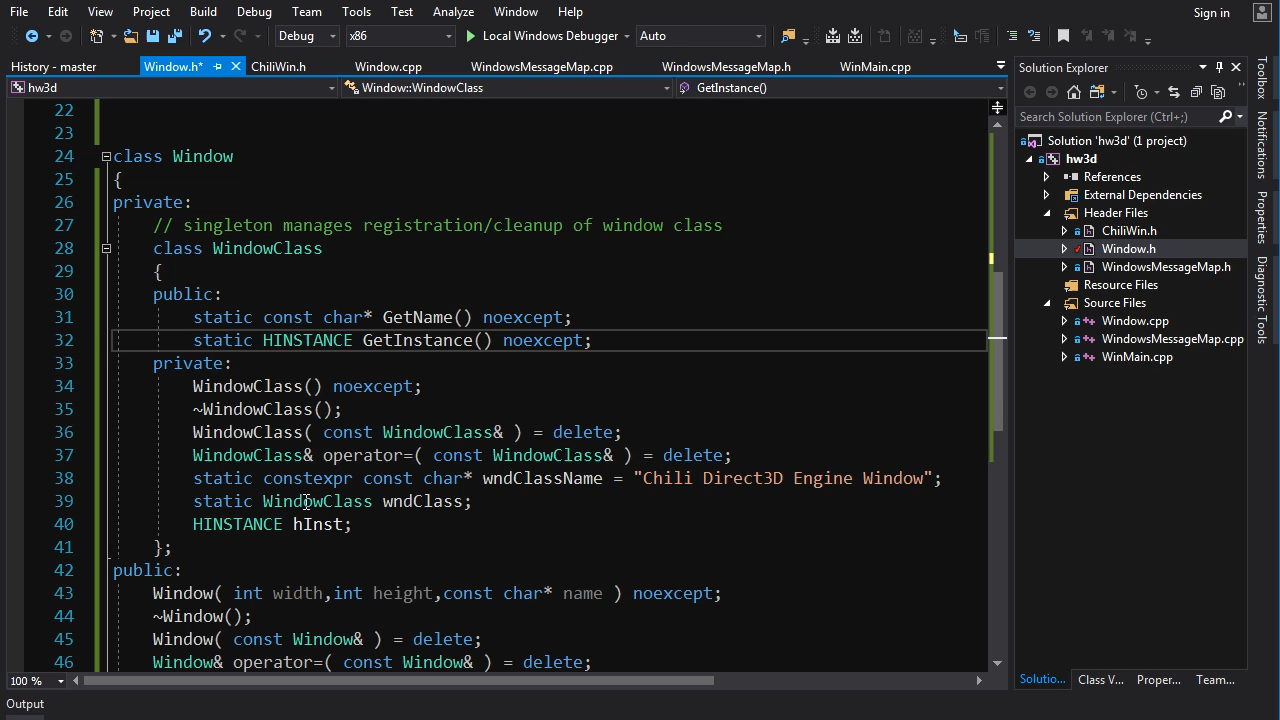 File Edit View Project Build Debug Team Tools Test Analyze Window Help Sign in
Debug x86 Local Windows Debugger Auto
History - master Window.h* ChiliWin.h Window.cpp WindowsMessageMap.cpp WindowsMessageMap.h WinMain.cpp
hw3d Window::WindowClass GetInstance()
22
23
24 class Window
25 {
26 private:
27 // singleton manages registration/cleanup of window class
28 class WindowClass
29 {
30 public:
31 static const char* GetName() noexcept;
32 static HINSTANCE GetInstance() noexcept;
33 private:
34 WindowClass() noexcept;
35 ~WindowClass();
36 WindowClass( const WindowClass& ) = delete;
37 WindowClass& operator=( const WindowClass& ) = delete;
38 static constexpr const char* wndClassName = "Chili Direct3D Engine Window";
39 static WindowClass wndClass;
40 HINSTANCE hInst;
41 };
42 public:
43 Window( int width,int height,const char* name ) noexcept;
44 ~Window();
45 Window( const Window& ) = delete;
46 Window& operator=( const Window& ) = delete;
100 %
Output
Solution Explorer
Search Solution Explorer (Ctrl+;)
Solution 'hw3d' (1 project)
hw3d
References
External Dependencies
Header Files
ChiliWin.h
Window.h
WindowsMessageMap.h
Resource Files
Source Files
Window.cpp
WindowsMessageMap.cpp
WinMain.cpp
Solutio... Class V... Proper... Team...
Toolbox
Notifications
Properties
Diagnostic Tools